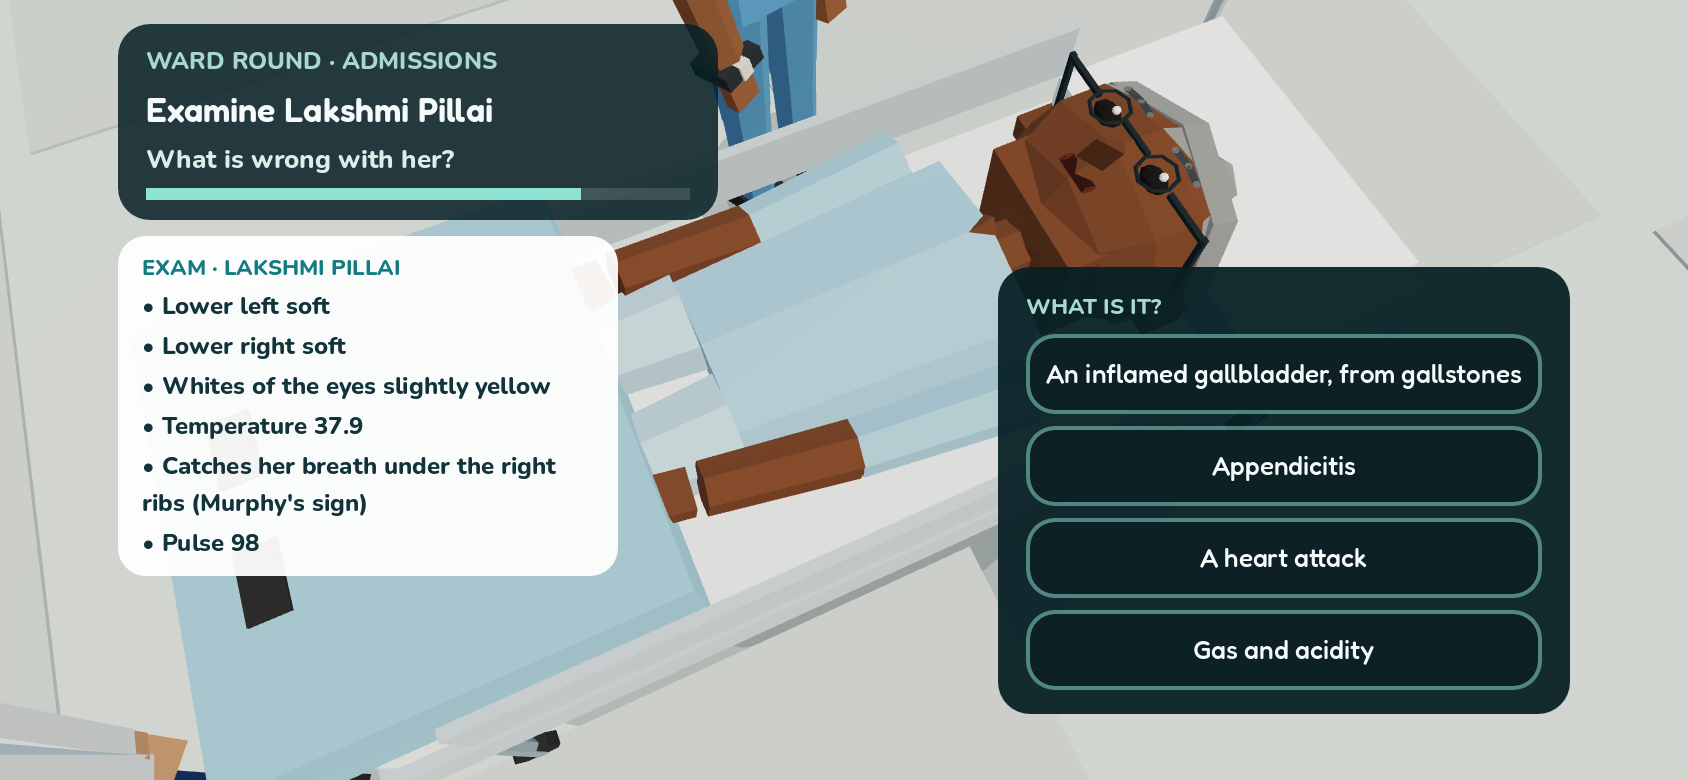 WARD ROUND · ADMISSIONS
Examine Lakshmi Pillai
What is wrong with her?
EXAM · LAKSHMI PILLAI
• Lower left soft
• Lower right soft
• Whites of the eyes slightly yellow
• Temperature 37.9
• Catches her breath under the right
ribs (Murphy's sign)
• Pulse 98
WHAT IS IT?
An inflamed gallbladder, from gallstones
Appendicitis
A heart attack
Gas and acidity